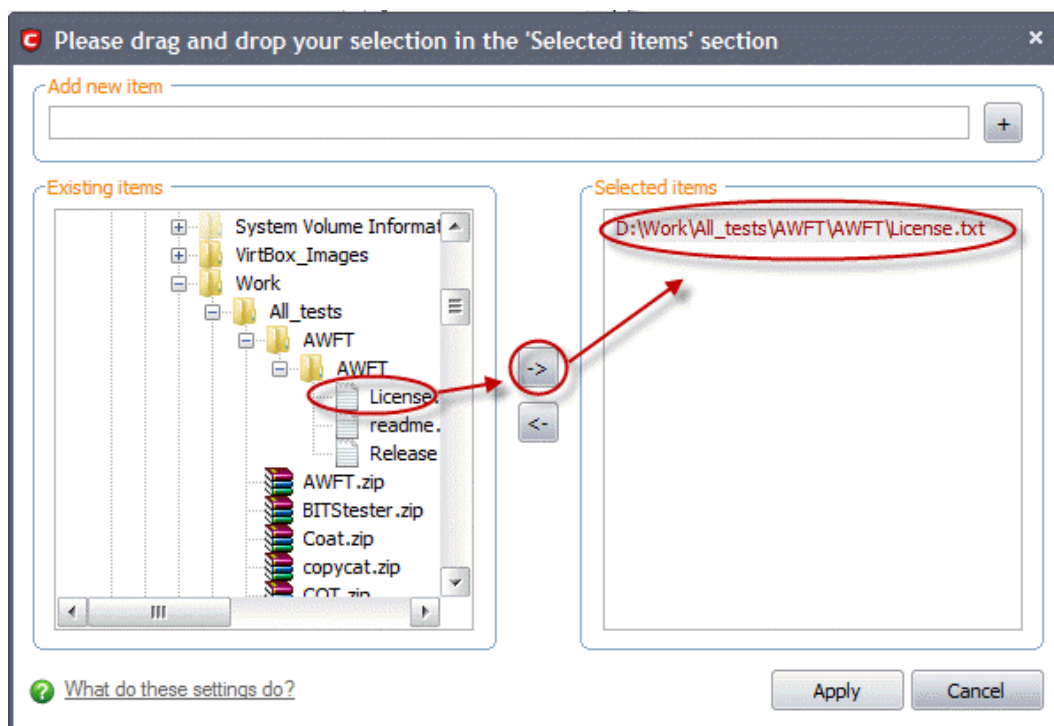 Please drag and drop your selection in the 'Selected items' section
Add new item
+
Existing items
System Volume Informat
VirtBox_Images
Work
All_tests
AWFT
AWFT
License.
readme.
Release
AWFT.zip
BITStester.zip
Coat.zip
copycat.zip
COT.zip
->
<-
Selected items
D:\Work\All_tests\AWFT\AWFT\License.txt
What do these settings do?
Apply
Cancel